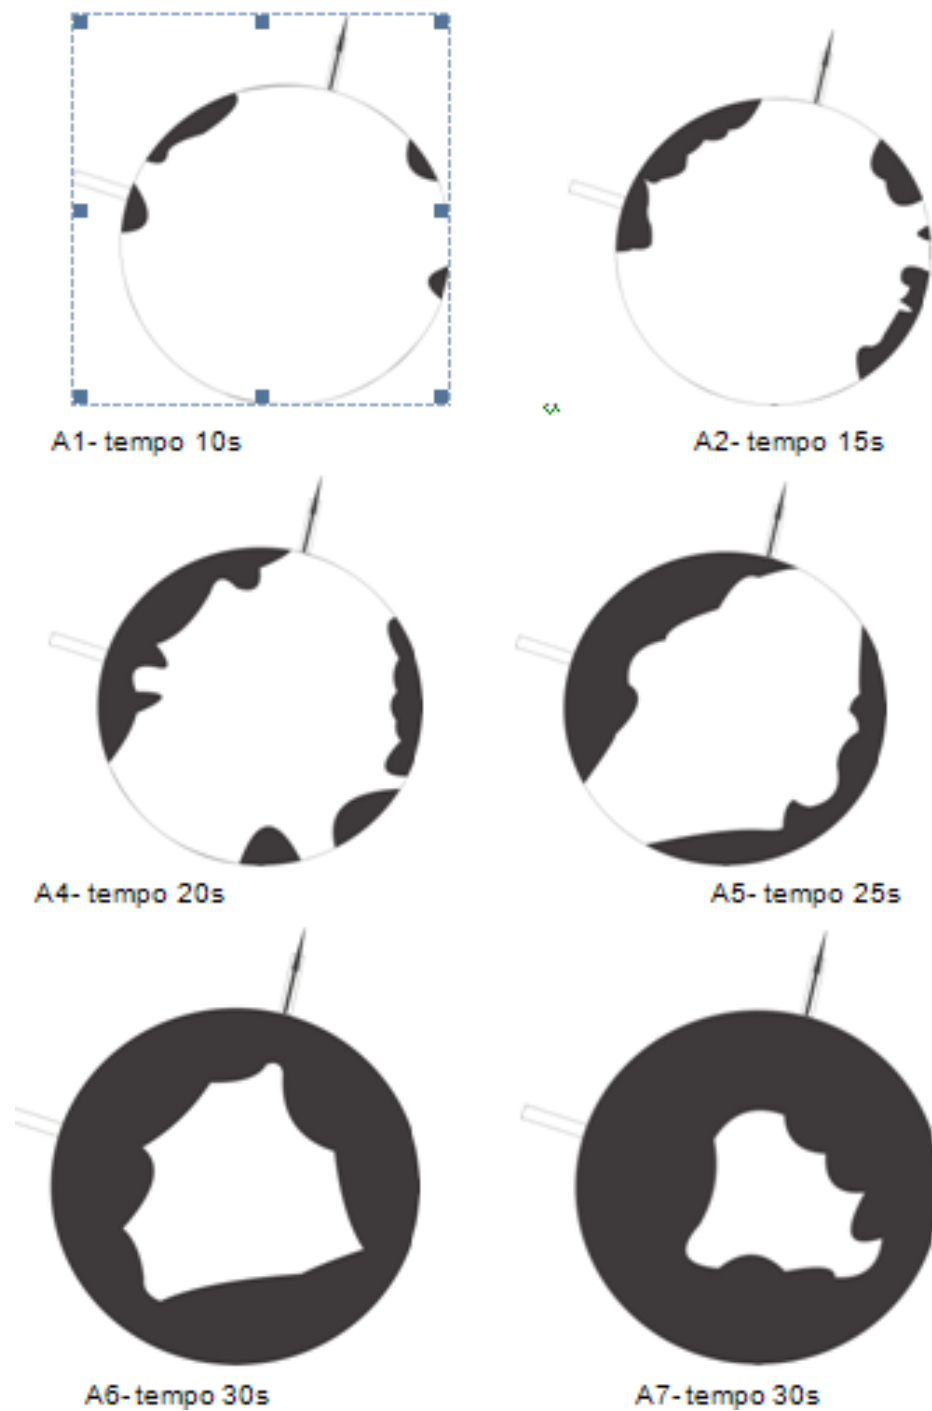 A1- tempo 10s
A2- tempo 15s
A4- tempo 20s
A5- tempo 25s
A6- tempo 30s
A7- tempo 30s